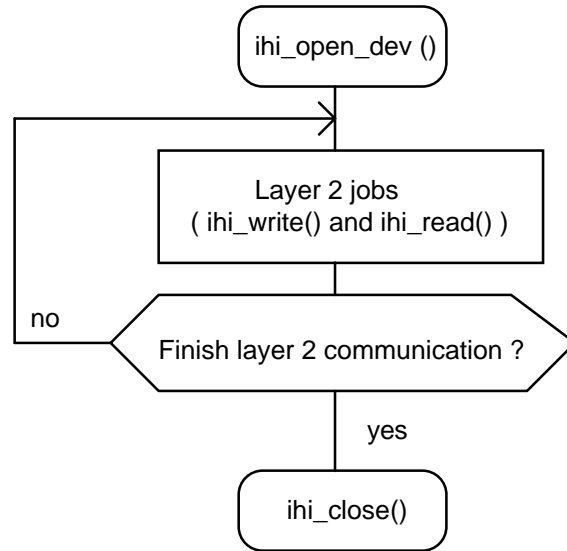 ihi_open_dev ()
Layer 2 jobs
( ihi_write() and ihi_read() )
no
Finish layer 2 communication ?
yes
ihi_close()